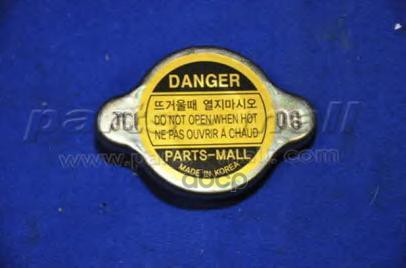 DANGER
뜨거울때 열지마시오
DO NOT OPEN WHEN HOT
NE PAS OUVRIR À CHAUD
PARTS-MALL
MADE IN KOREA